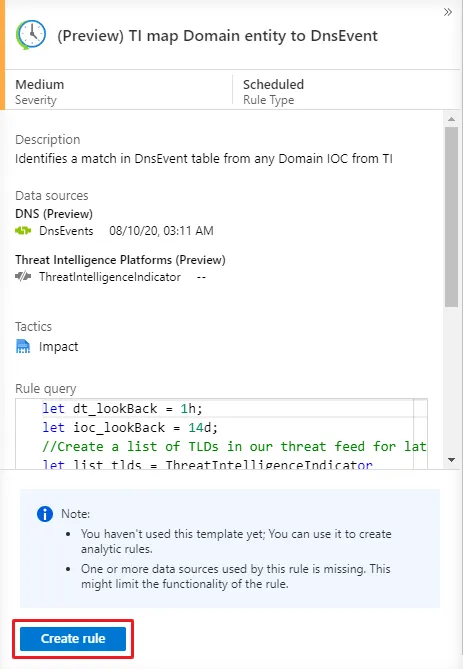 »
(Preview) TI map Domain entity to DnsEvent
Medium
Severity
Scheduled
Rule Type
Description
Identifies a match in DnsEvent table from any Domain IOC from TI
Data sources
DNS (Preview)
DnsEvents 08/10/20, 03:11 AM
Threat Intelligence Platforms (Preview)
ThreatIntelligenceIndicator --
Tactics
Impact
Rule query
let dt_lookBack = 1h;
let ioc_lookBack = 14d;
//Create a list of TLDs in our threat feed for lat
let list_tlds = ThreatIntelligenceIndicator
Note:
• You haven't used this template yet; You can use it to create
analytic rules.
• One or more data sources used by this rule is missing. This
might limit the functionality of the rule.
Create rule